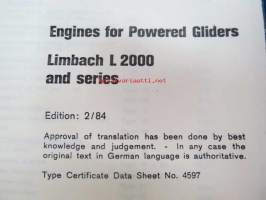 Engines for Powered Gliders
Limbach L 2000
and series
Edition: 2/84
Approval of translation has been done by best
knowledge and judgement. - In any case the
original text in German language is authoritative.
Type Certificate Data Sheet No. 4597